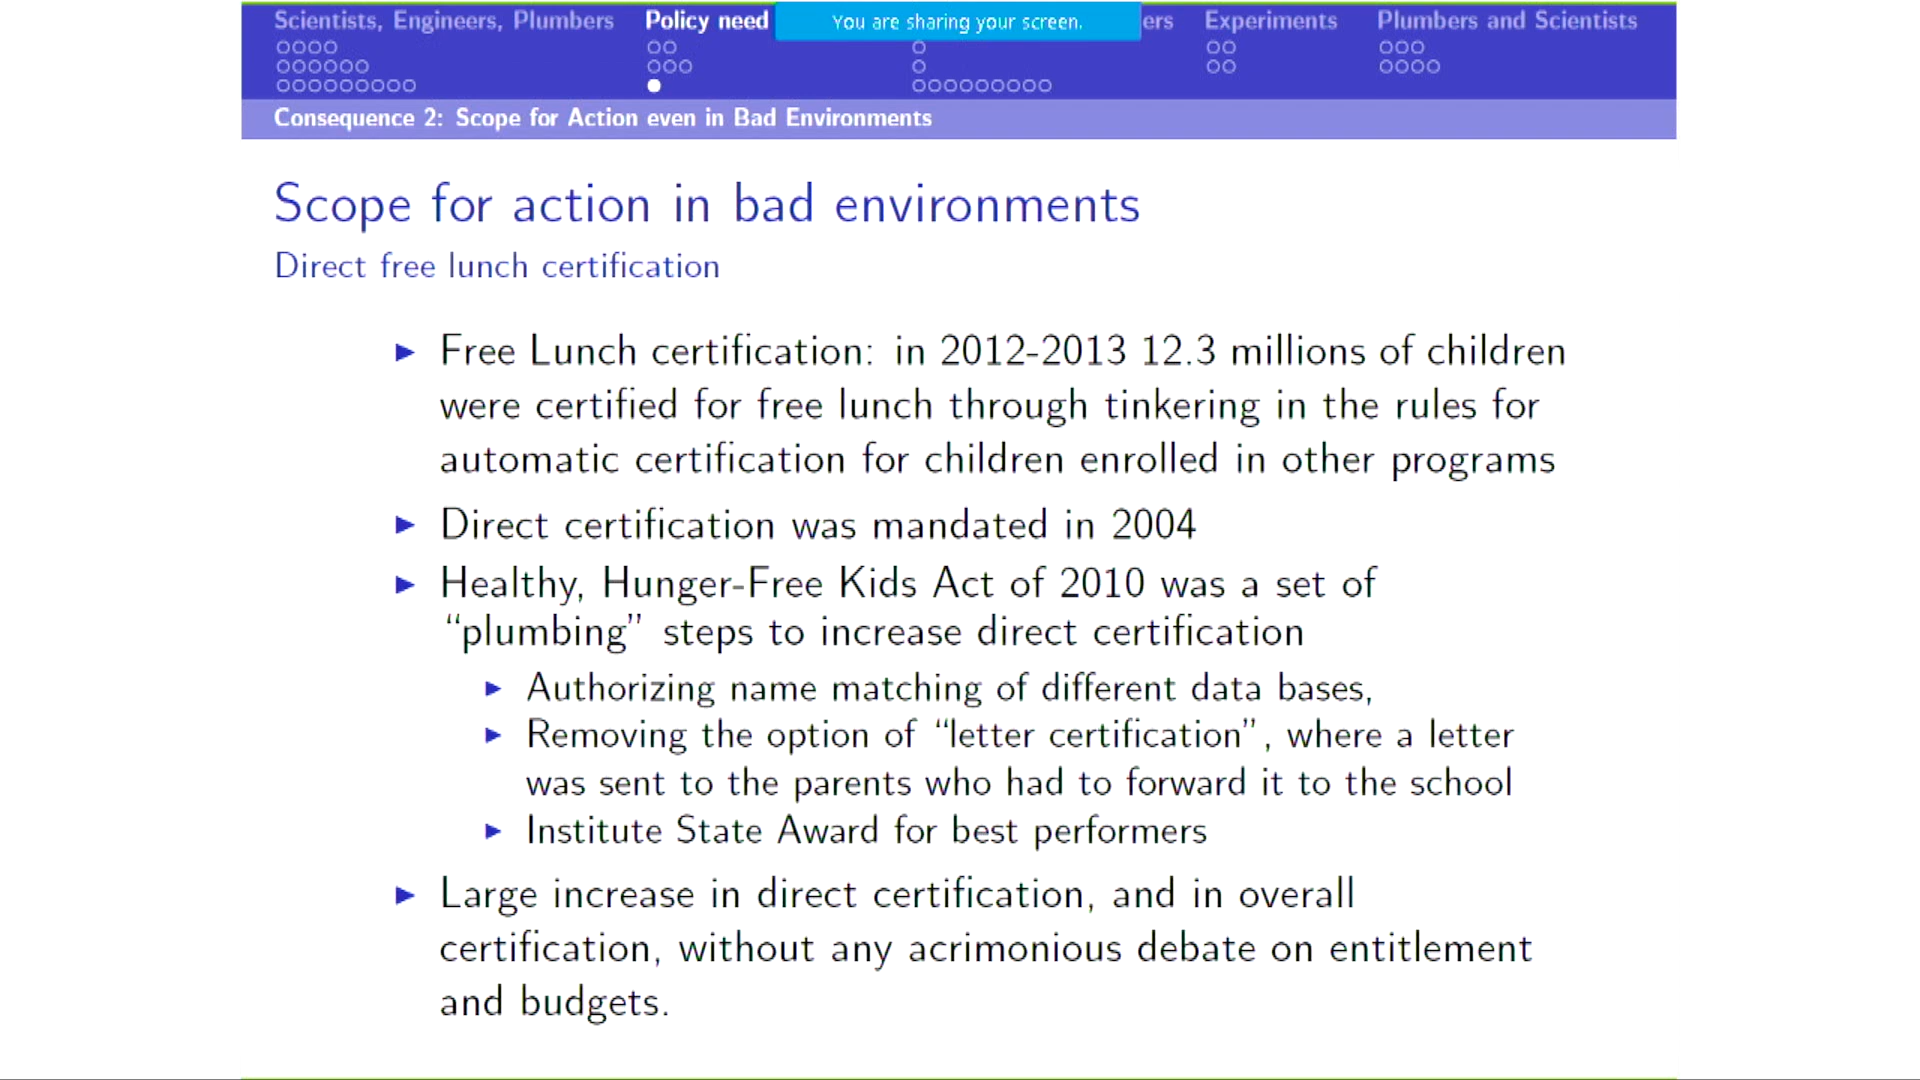 Scientists, Engineers, Plumbers Policy need You are sharing your screen. ers Experiments Plumbers and Scientists
Consequence 2: Scope for Action even in Bad Environments
Scope for action in bad environments
Direct free lunch certification
Free Lunch certification: in 2012-2013 12.3 millions of children
were certified for free lunch through tinkering in the rules for
automatic certification for children enrolled in other programs
Direct certification was mandated in 2004
Healthy, Hunger-Free Kids Act of 2010 was a set of
“plumbing” steps to increase direct certification
Authorizing name matching of different data bases,
Removing the option of “letter certification”, where a letter
was sent to the parents who had to forward it to the school
Institute State Award for best performers
Large increase in direct certification, and in overall
certification, without any acrimonious debate on entitlement
and budgets.